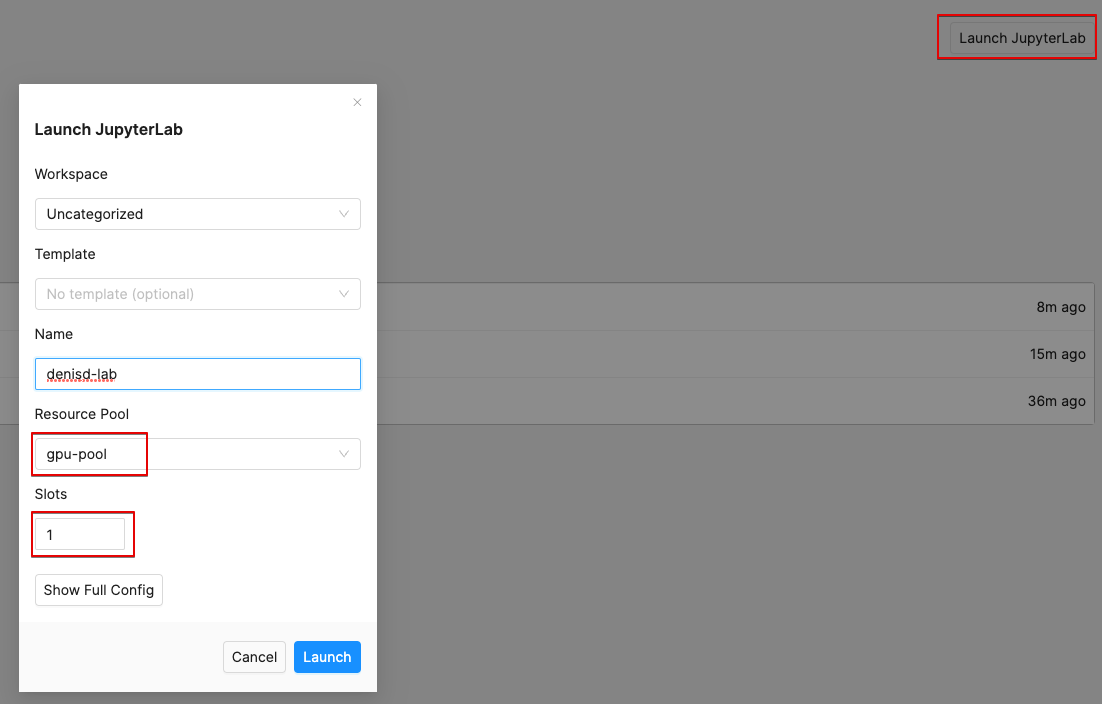 Launch JupyterLab
Launch JupyterLab
Workspace
Uncategorized
Template
No template (optional)
Name
denisd-lab
Resource Pool
gpu-pool
Slots
1
Show Full Config
Cancel
Launch
8m ago
15m ago
36m ago